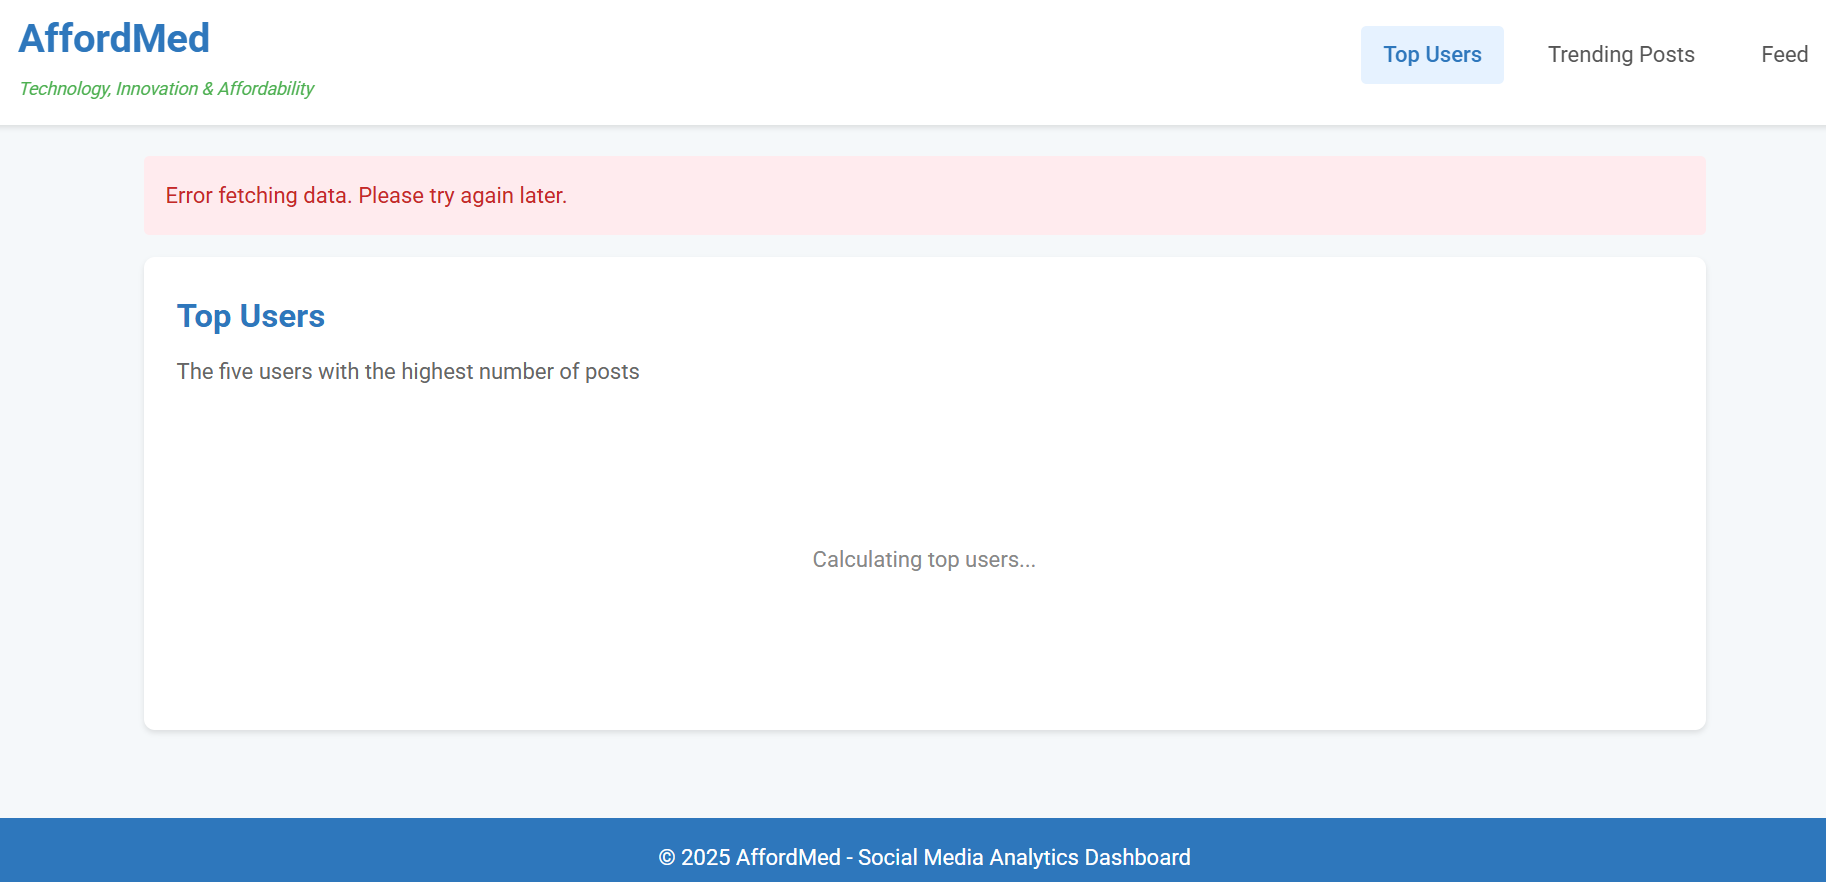 AffordMed
Technology, Innovation & Affordability
Top Users
Trending Posts
Feed
Error fetching data. Please try again later.
Top Users
The five users with the highest number of posts
Calculating top users...
© 2025 AffordMed - Social Media Analytics Dashboard